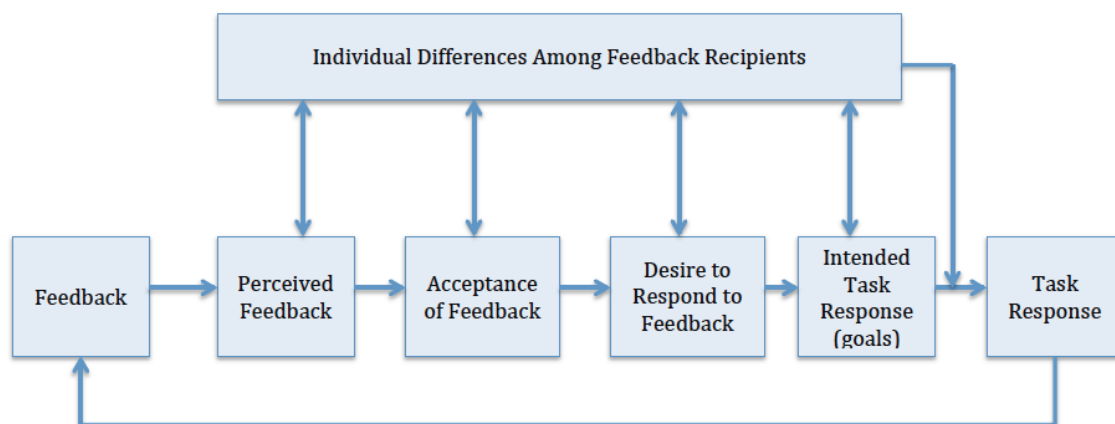 Individual Differences Among Feedback Recipients
Feedback
Perceived
Feedback
Acceptance
of Feedback
Desire to
Respond to
Feedback
Intended
Task
Response
(goals)
Task
Response